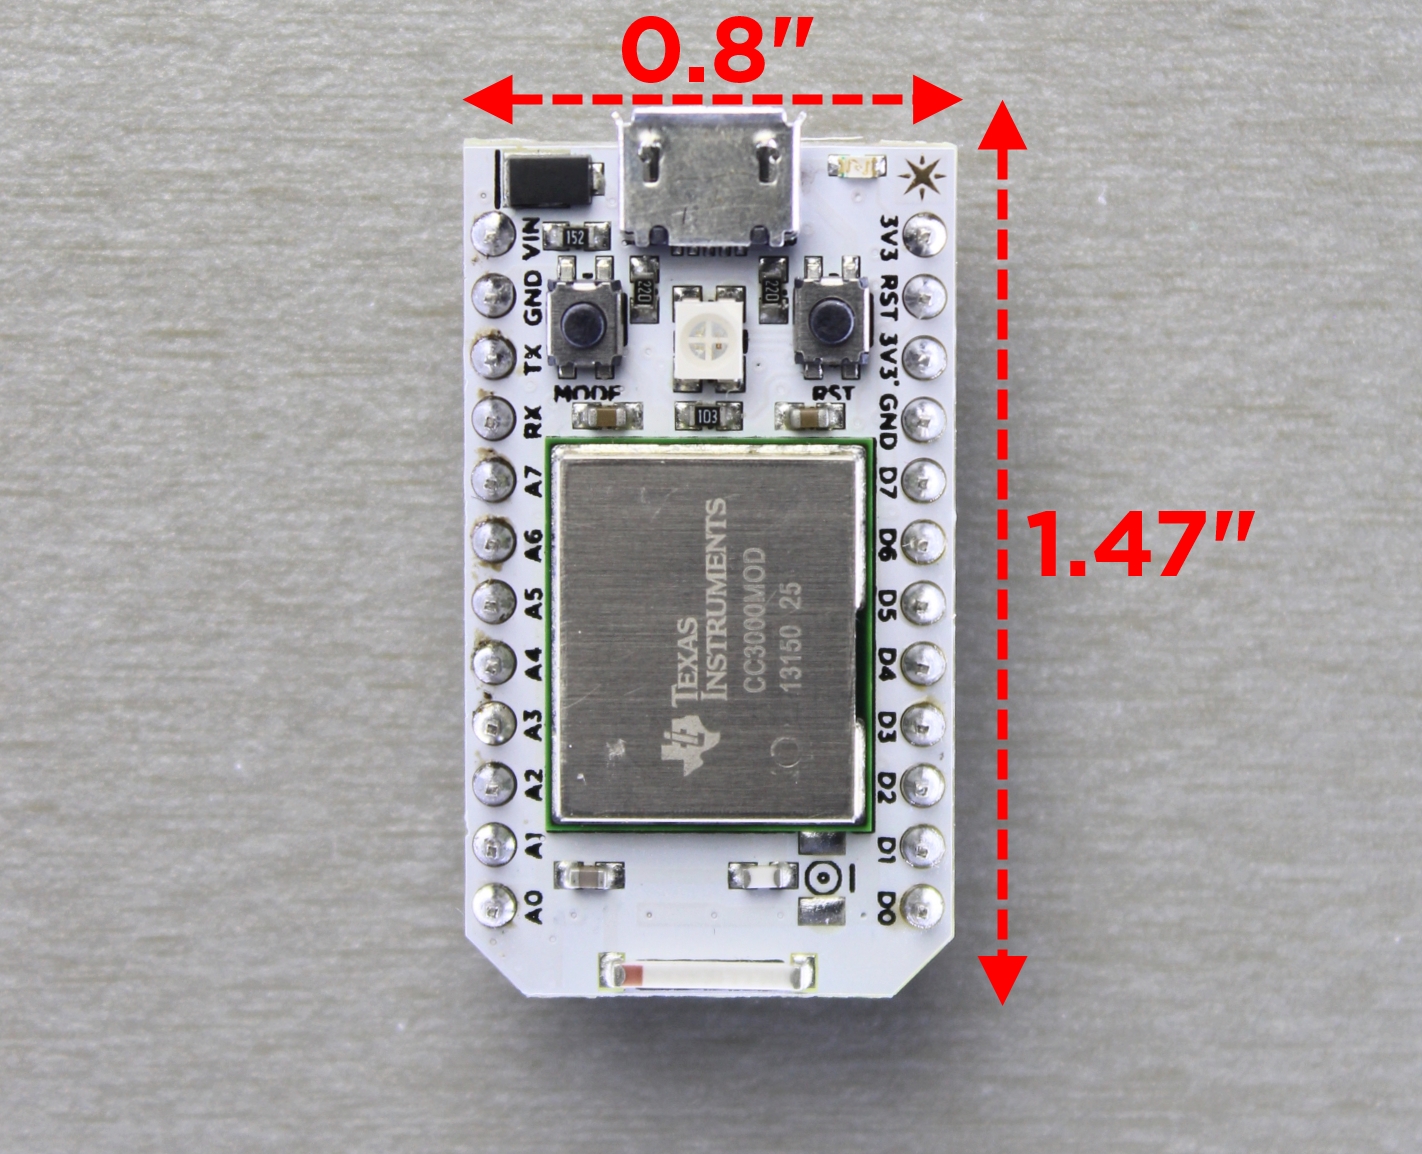 0.8"
1.47"
VIN
GND
TX
RX
A7
A6
A5
A4
A3
A2
A1
A0
3V3
RST
3V3*
GND
D7
D6
D5
D4
D3
D2
D1
D0
152
220
220
MODE
RST
103
TEXAS
INSTRUMENTS
CC3000MOD
13150 25